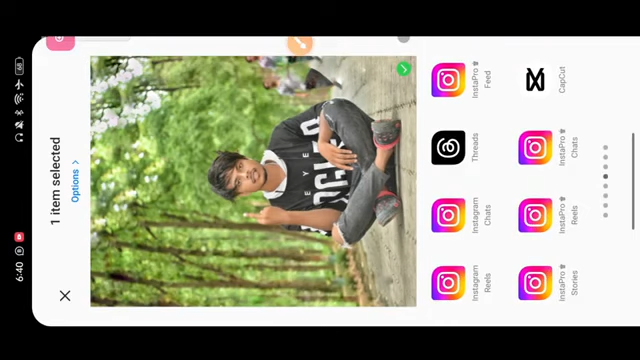 6:40 68
1 item selected
Options >
Instagram Reels
Instagram Chats
Threads
InstaPro Feed
InstaPro Stories
InstaPro Reels
InstaPro Chats
CapCut